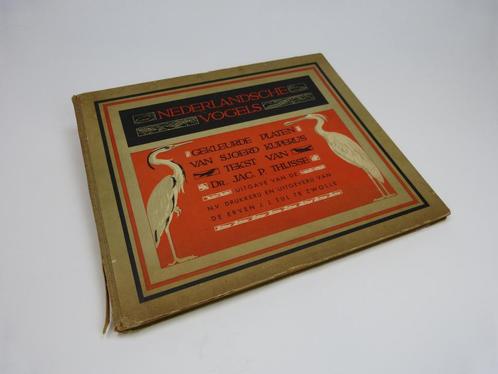 NEDERLANDSCHE
VOGELS
GEKLEURDE PLATEN
VAN SJOERD KUPERUS
TEKST VAN
DR. JAC. P. THIJSSE
UITGAVE VAN DE
N.V. DRUKKERIJ EN UITGEVERIJ VAN
DE ERVEN J.J. TIJL TE ZWOLLE